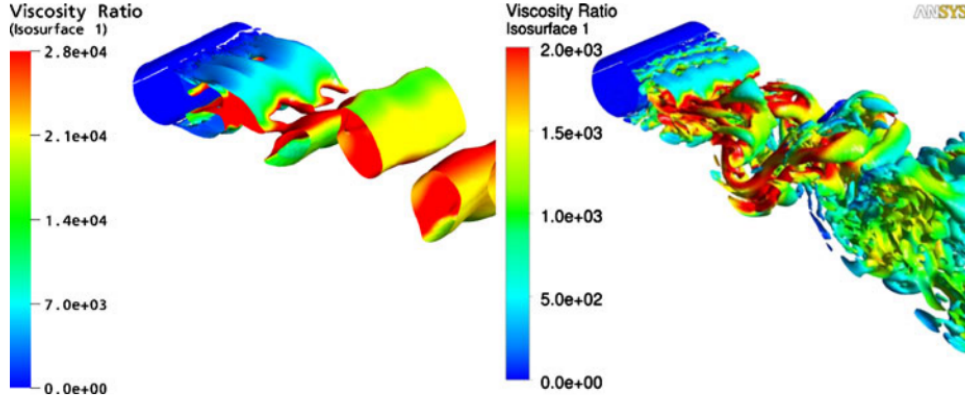 Viscosity Ratio
(Isosurface 1)
2.8e+04
2.1e+04
1.4e+04
7.0e+03
0.0e+00
Viscosity Ratio
Isosurface 1
2.0e+03
1.5e+03
1.0e+03
5.0e+02
0.0e+00
ANSYS